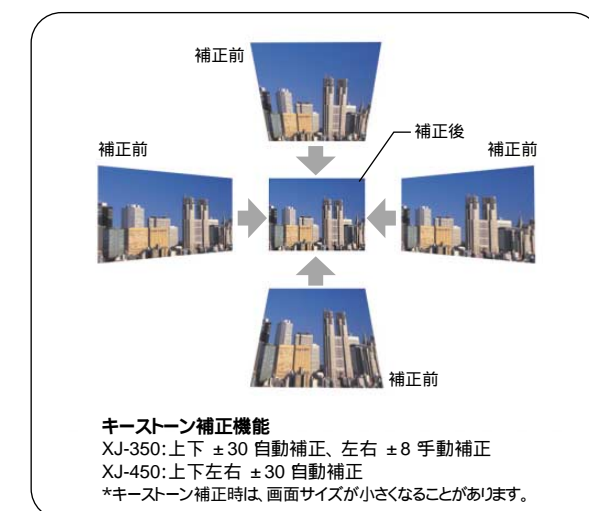 補正前
補正後
補正前
補正前
補正前
キーストーン補正機能
XJ-350:上下 ±30 自動補正、左右 ±8 手動補正
XJ-450:上下左右 ±30 自動補正
*キーストーン補正時は、画面サイズが小さくなることがあります。